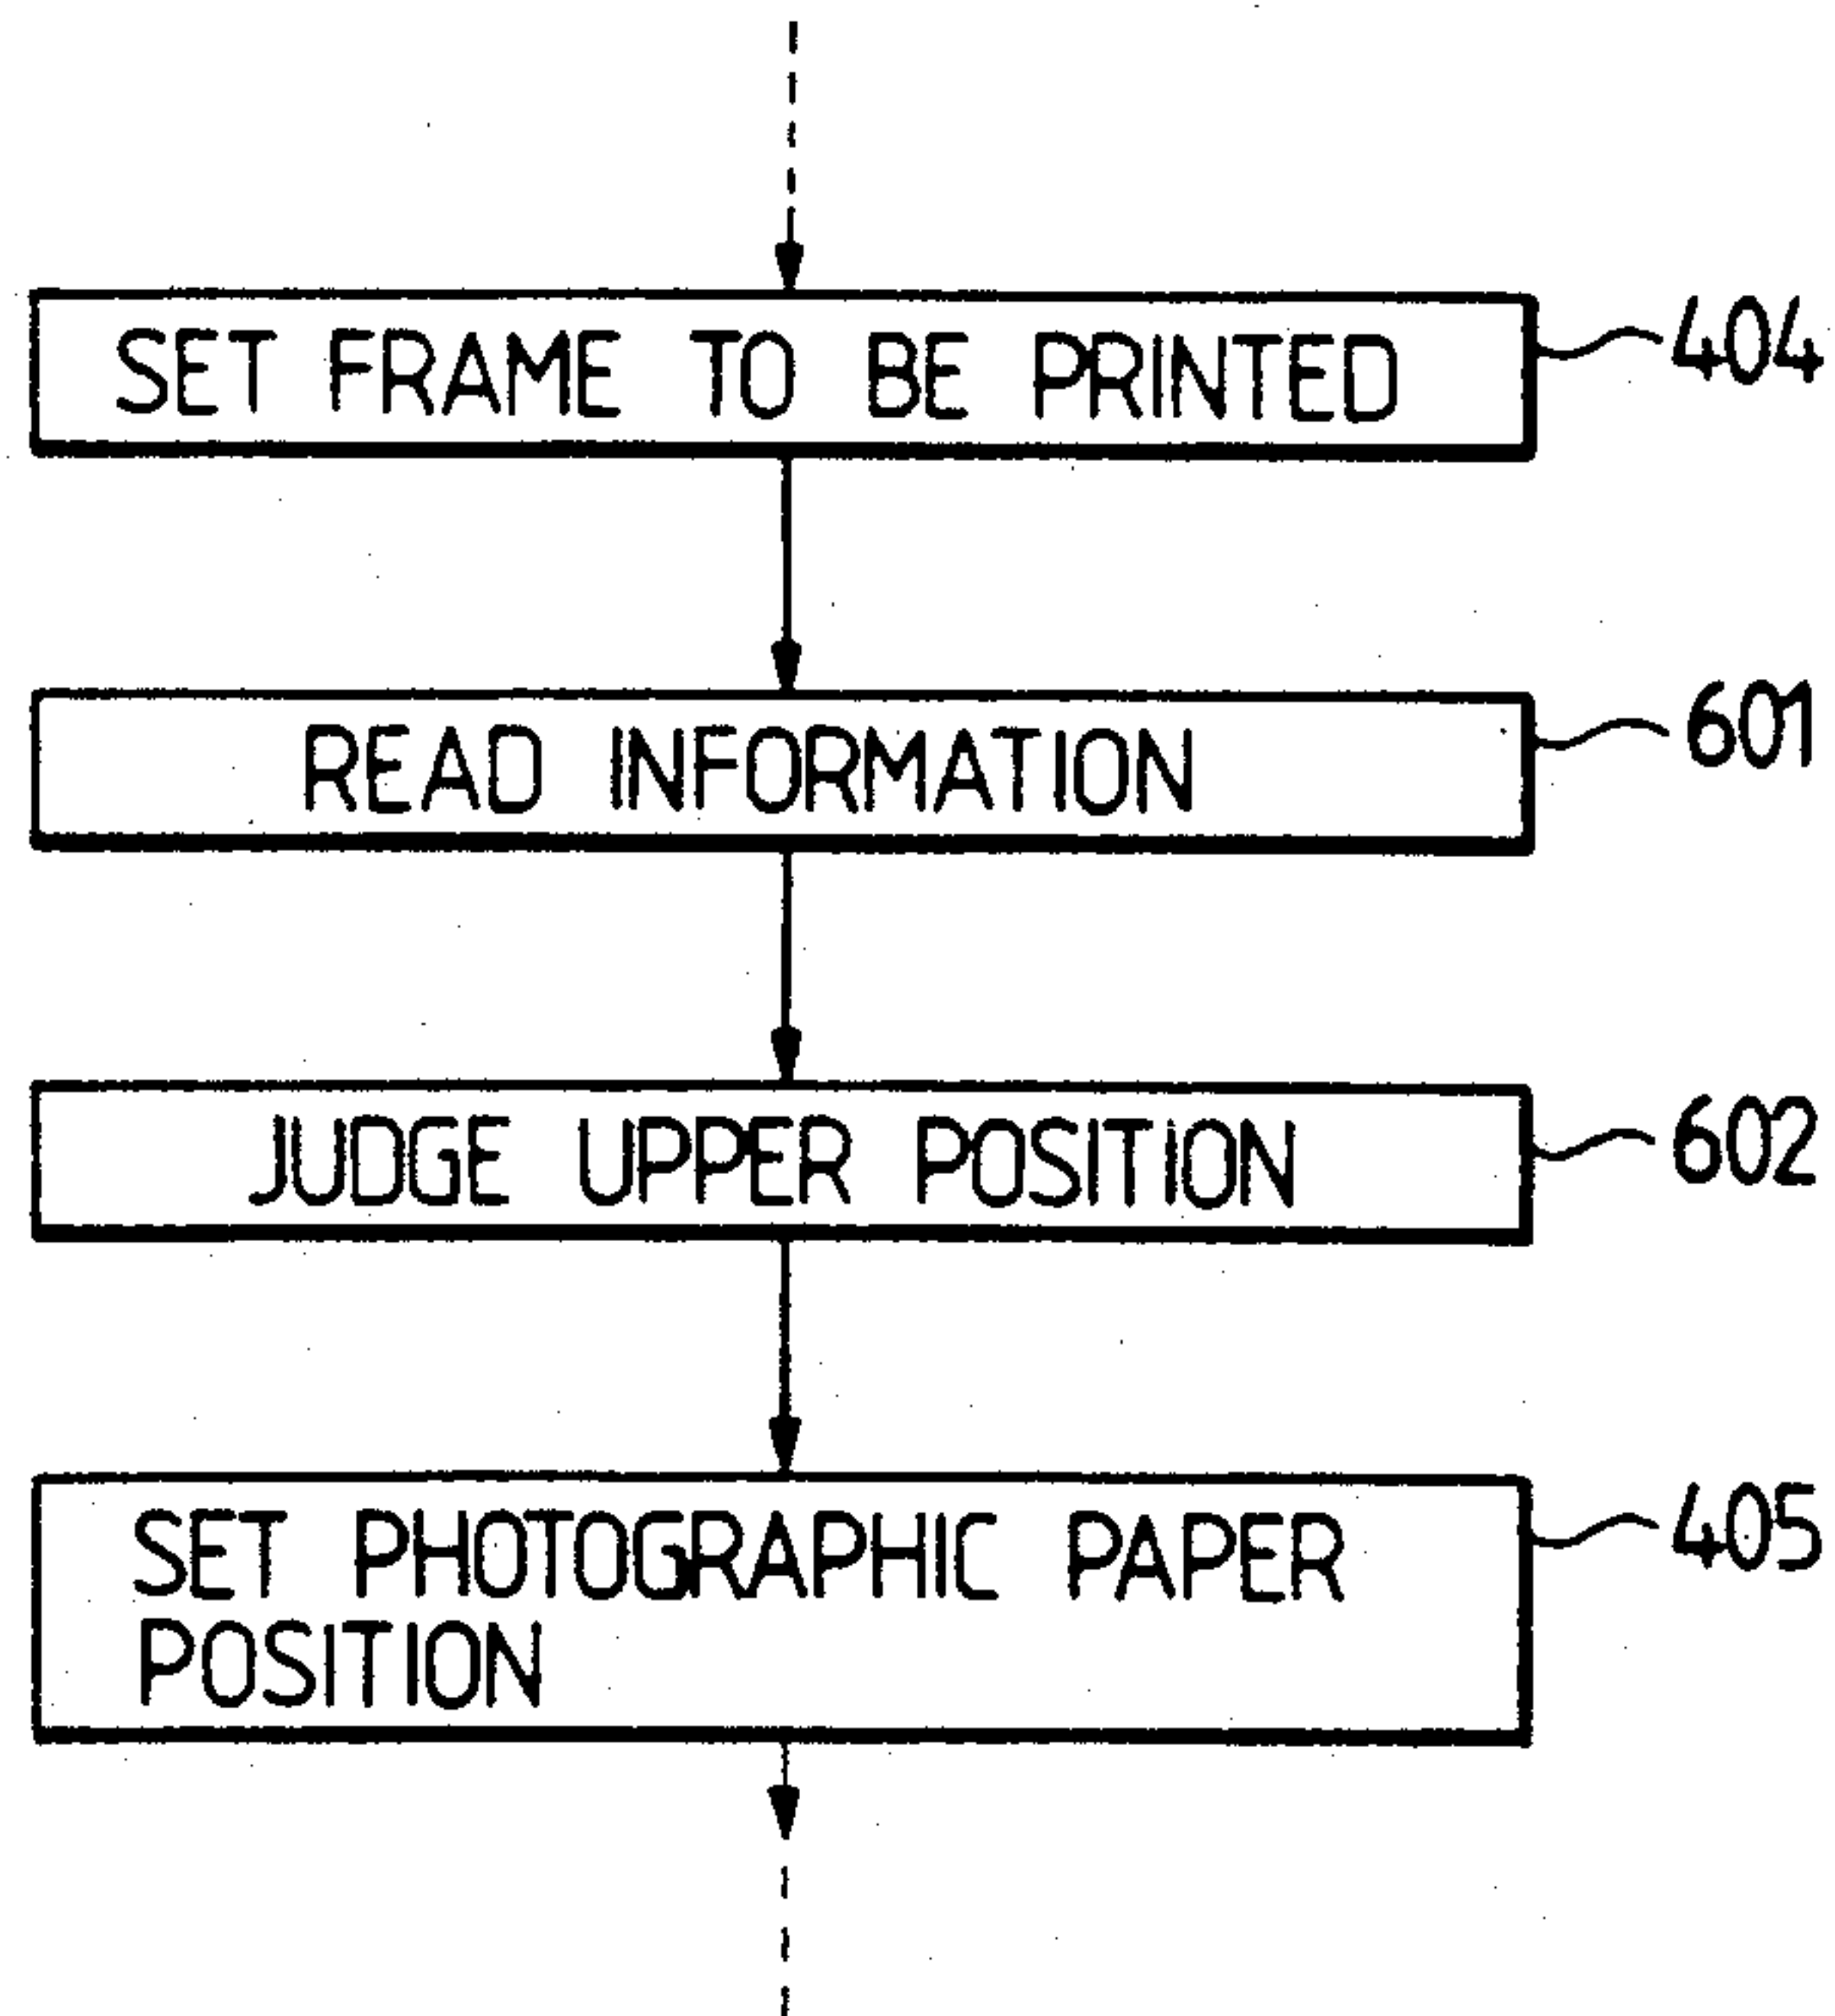 SET FRAME TO BE PRINTED 404
READ INFORMATION 601
JUDGE UPPER POSITION 602
SET PHOTOGRAPHIC PAPER 405
POSITION